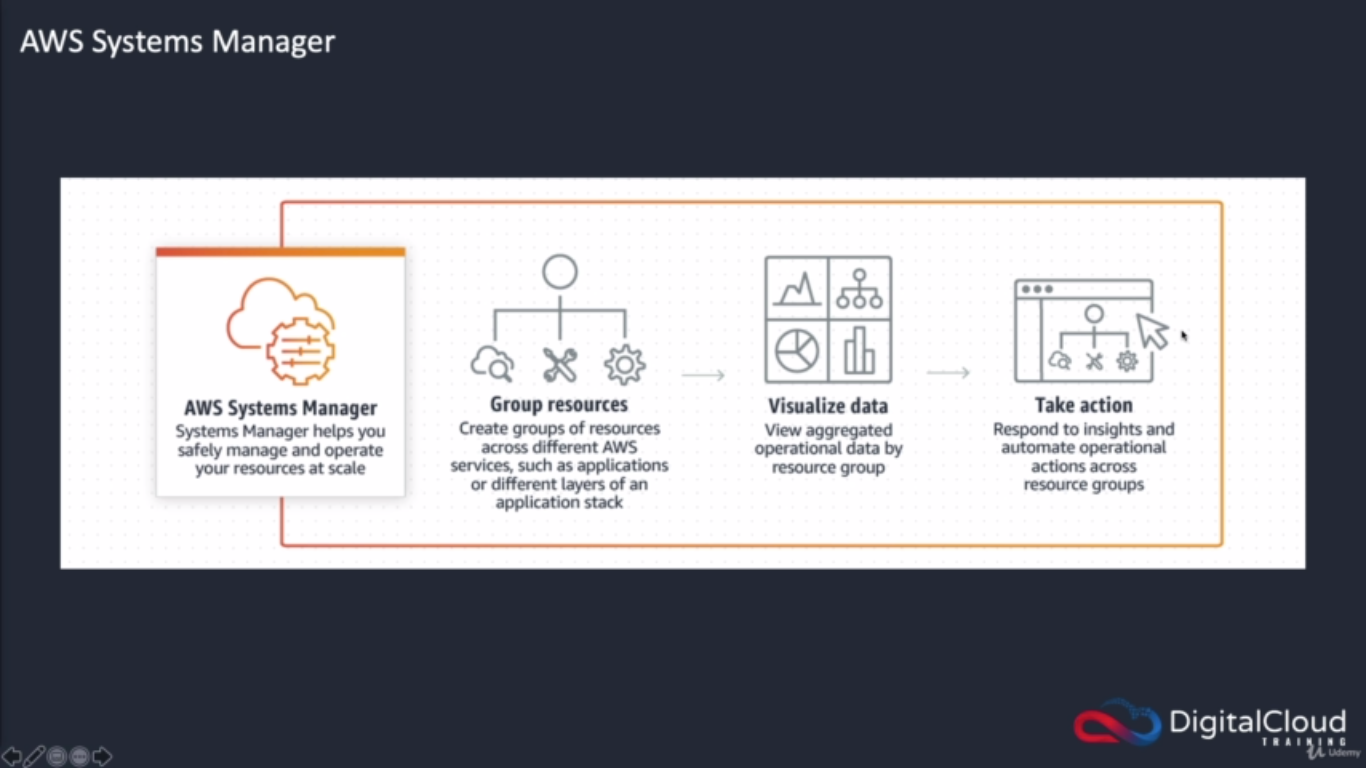 AWS Systems Manager
AWS Systems Manager
Systems Manager helps you
safely manage and operate
your resources at scale
Group resources
Create groups of resources
across different AWS
services, such as applications
or different layers of an
application stack
Visualize data
View aggregated
operational data by
resource group
Take action
Respond to insights and
automate operational
actions across
resource groups
DigitalCloud
TRAINING
Udemy